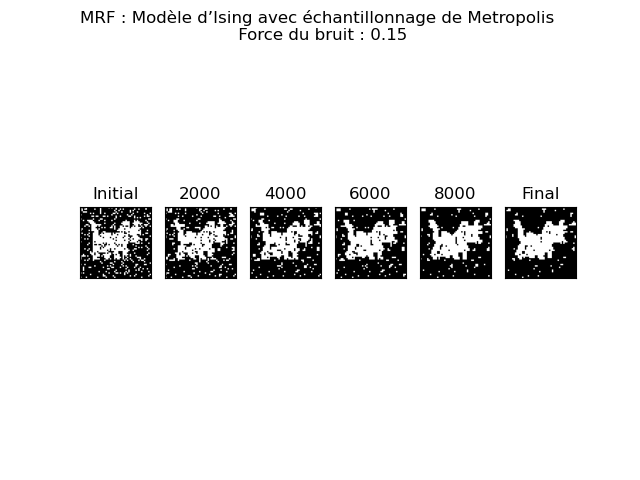 MRF : Modèle d’Ising avec échantillonnage de Metropolis
Force du bruit : 0.15
Initial 2000 4000 6000 8000 Final